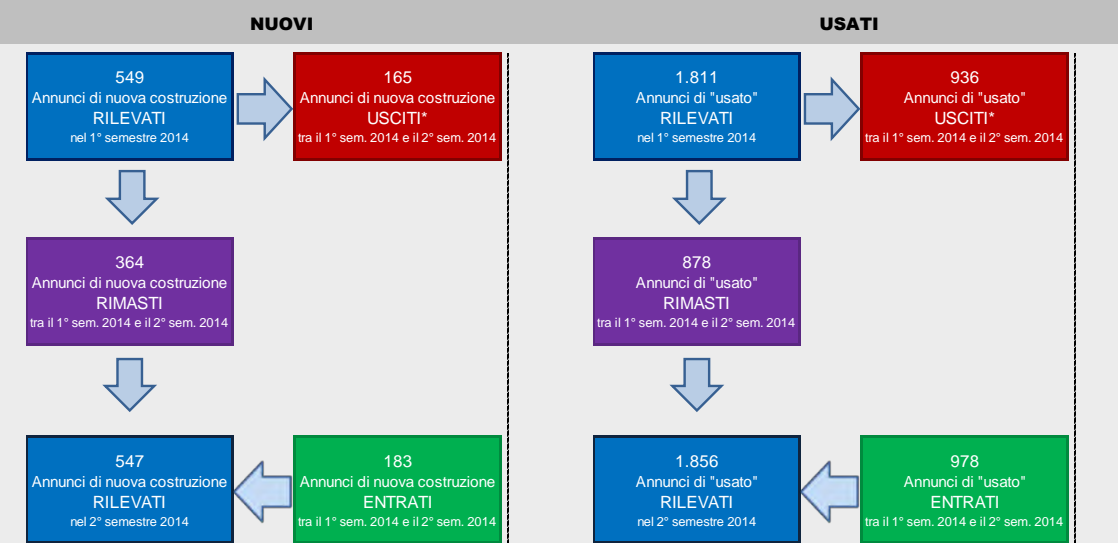 NUOVI
549
Annunci di nuova costruzione
RILEVATI
nel 1° semestre 2014
165
Annunci di nuova costruzione
USCITI*
tra il 1° sem. 2014 e il 2° sem. 2014
364
Annunci di nuova costruzione
RIMASTI
tra il 1° sem. 2014 e il 2° sem. 2014
547
Annunci di nuova costruzione
RILEVATI
nel 2° semestre 2014
183
Annunci di nuova costruzione
ENTRATI
tra il 1° sem. 2014 e il 2° sem. 2014
USATI
1.811
Annunci di "usato"
RILEVATI
nel 1° semestre 2014
936
Annunci di "usato"
USCITI*
tra il 1° sem. 2014 e il 2° sem. 2014
878
Annunci di "usato"
RIMASTI
tra il 1° sem. 2014 e il 2° sem. 2014
1.856
Annunci di "usato"
RILEVATI
nel 2° semestre 2014
978
Annunci di "usato"
ENTRATI
tra il 1° sem. 2014 e il 2° sem. 2014